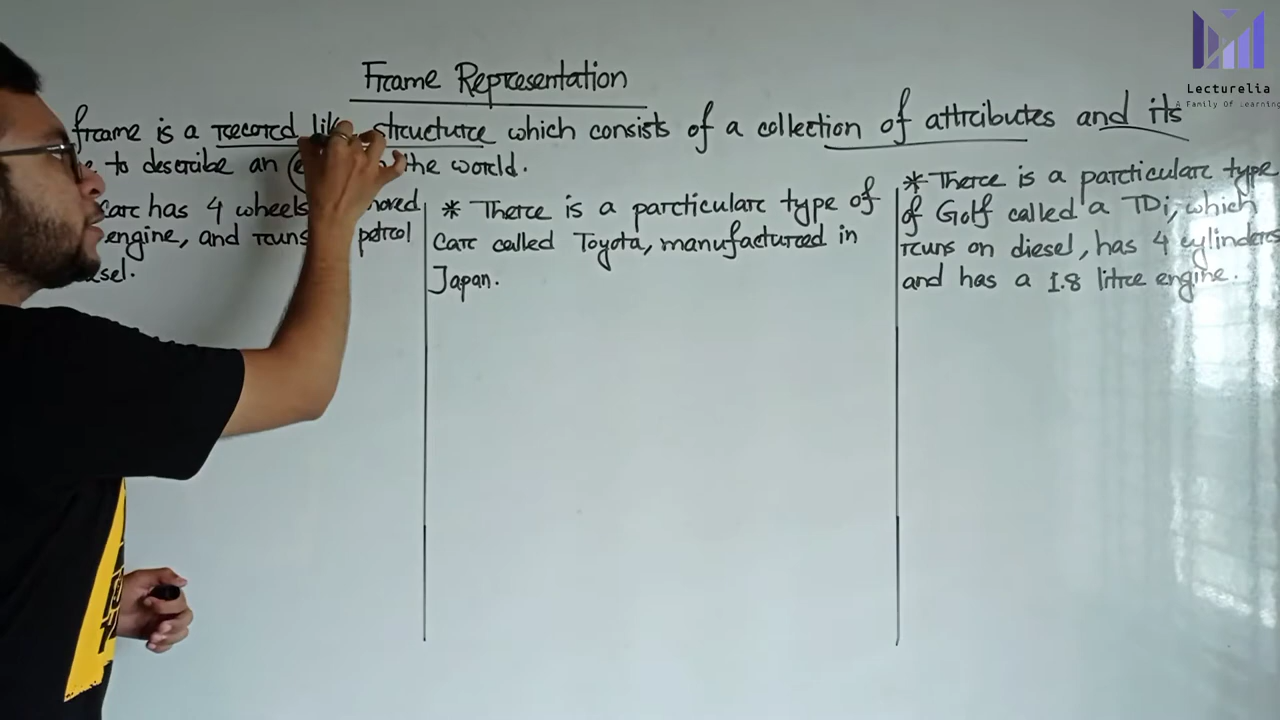 Frame Representation
frame is a record like structure which consists of a collection of attributes and its
to describe an the world.
car has 4 wheels
engine, and runs petrol
* There is a particular type of
car called Toyota, manufactured in
Japan.
* There is a particular type
of Golf called a TDi, which
runs on diesel, has 4 cylinders
and has a 1.8 litre engine.
Lecturelia
A Family Of Learning